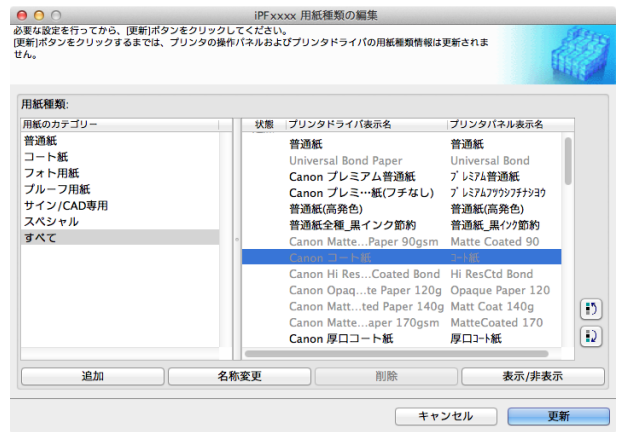 iPFxxxx 用紙種類の編集
必要な設定を行ってから、[更新]ボタンをクリックしてください。
[更新]ボタンをクリックするまでは、プリンタの操作パネルおよびプリンタドライバの用紙種類情報は更新されま
せん。
用紙種類:
用紙のカテゴリー
普通紙
コート紙
フォト用紙
プルーフ用紙
サイン/CAD専用
スペシャル
すべて
状態 プリンタドライバ表示名 プリンタパネル表示名
普通紙 普通紙
Universal Bond Paper Universal Bond
Canon プレミアム普通紙 プレミアム普通紙
Canon プレミ…紙(フチなし) プレミアムフツウシフチナシヨウ
普通紙(高発色) 普通紙(高発色)
普通紙全種_黒インク節約 普通紙_黒インク節約
Canon Matte...Paper 90gsm Matte Coated 90
Canon コート紙 コート紙
Canon Hi Res...Coated Bond Hi ResCtd Bond
Canon Opaq...te Paper 120g Opaque Paper 120
Canon Matt...ted Paper 140g Matt Coat 140g
Canon Matte...aper 170gsm MatteCoated 170
Canon 厚口コート紙 厚口コート紙
追加 名称変更 削除 表示/非表示
キャンセル 更新